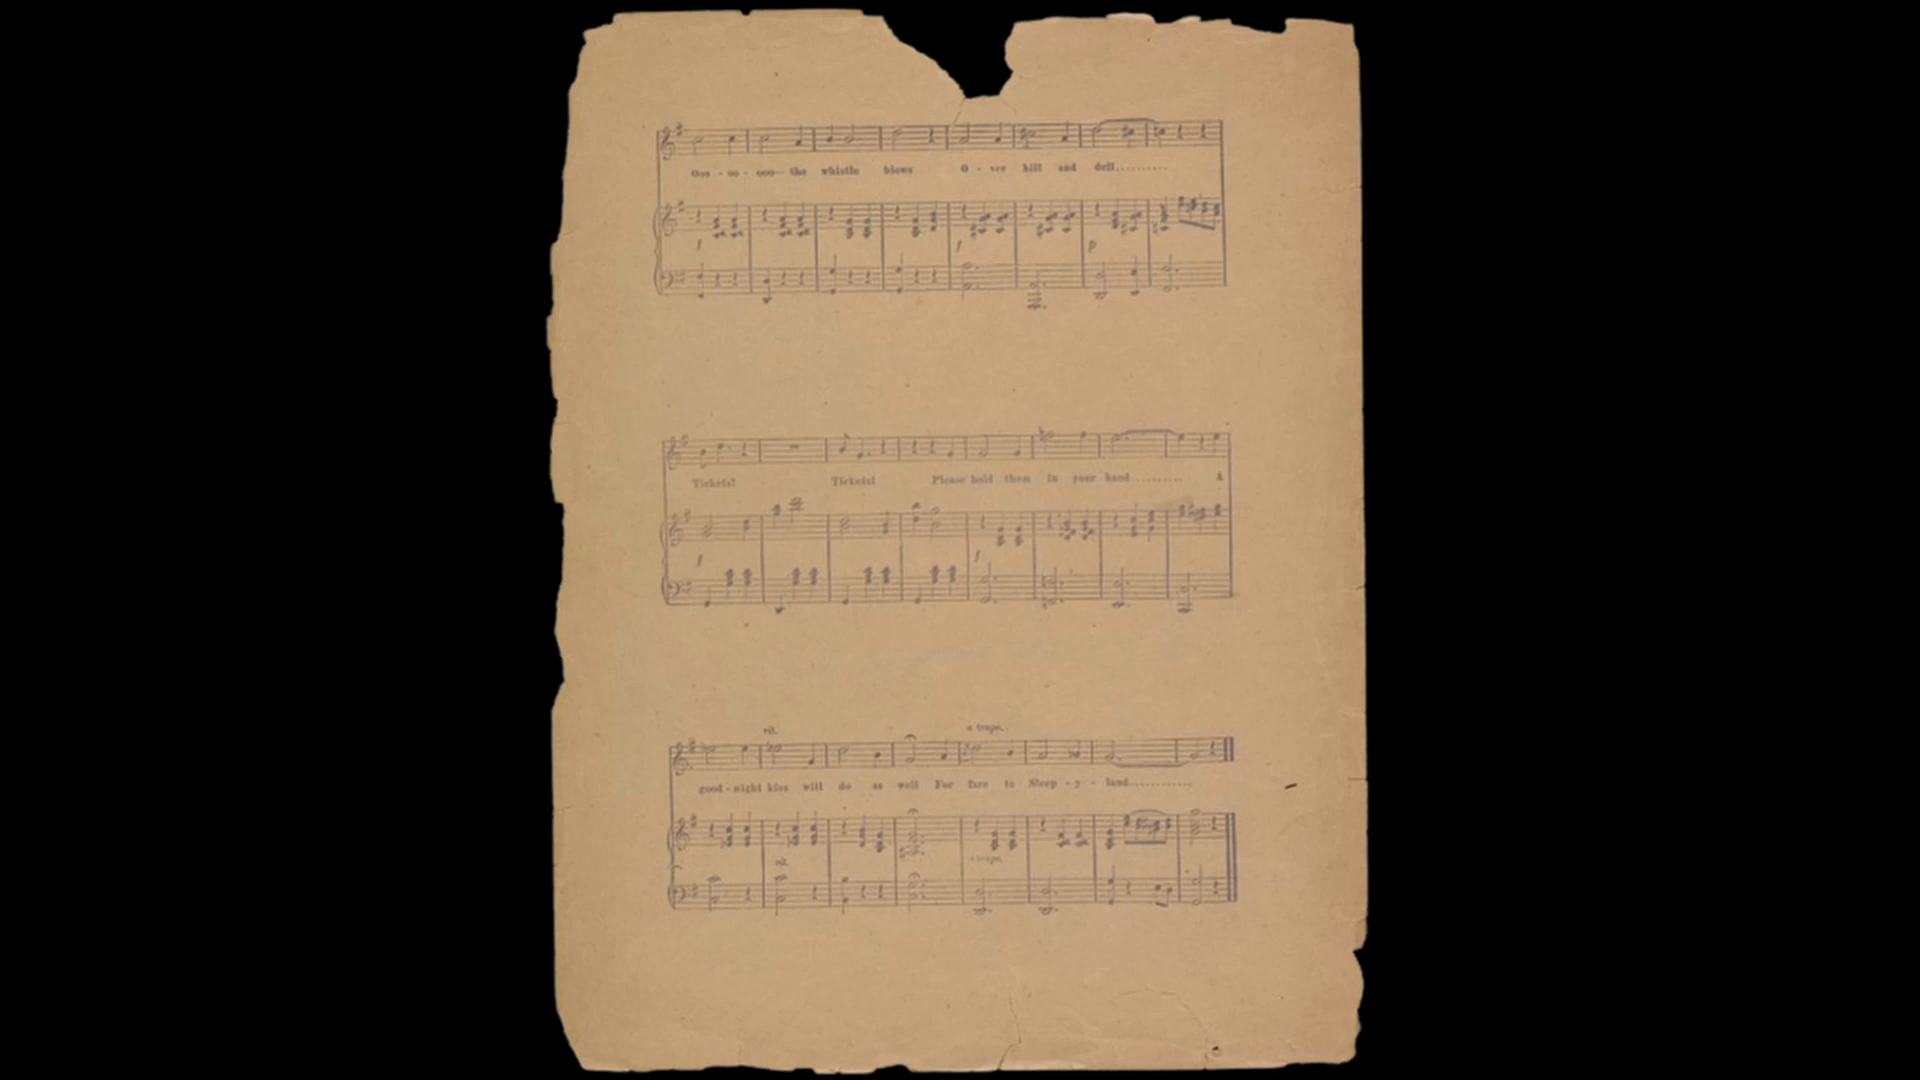 Ooo - oo - ooo— the whistle blows O - ver hill and dell..........
f f p
Tickets! Tickets! Please hold them in your hand.......... A
f f
rit. a tempo.
good - night kiss will do as well For fare to Sleep - y - land............
rit. a tempo.